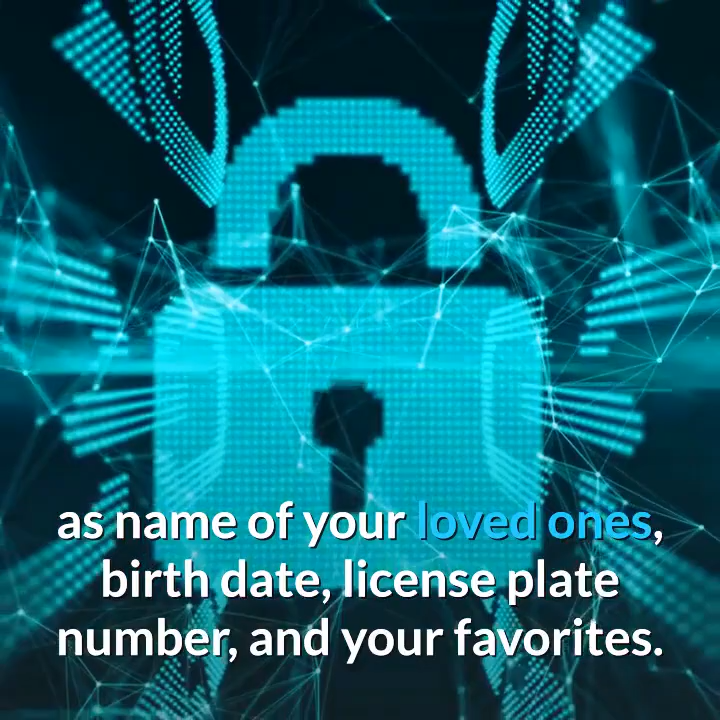 as name of your loved ones,
birth date, license plate
number, and your favorites.